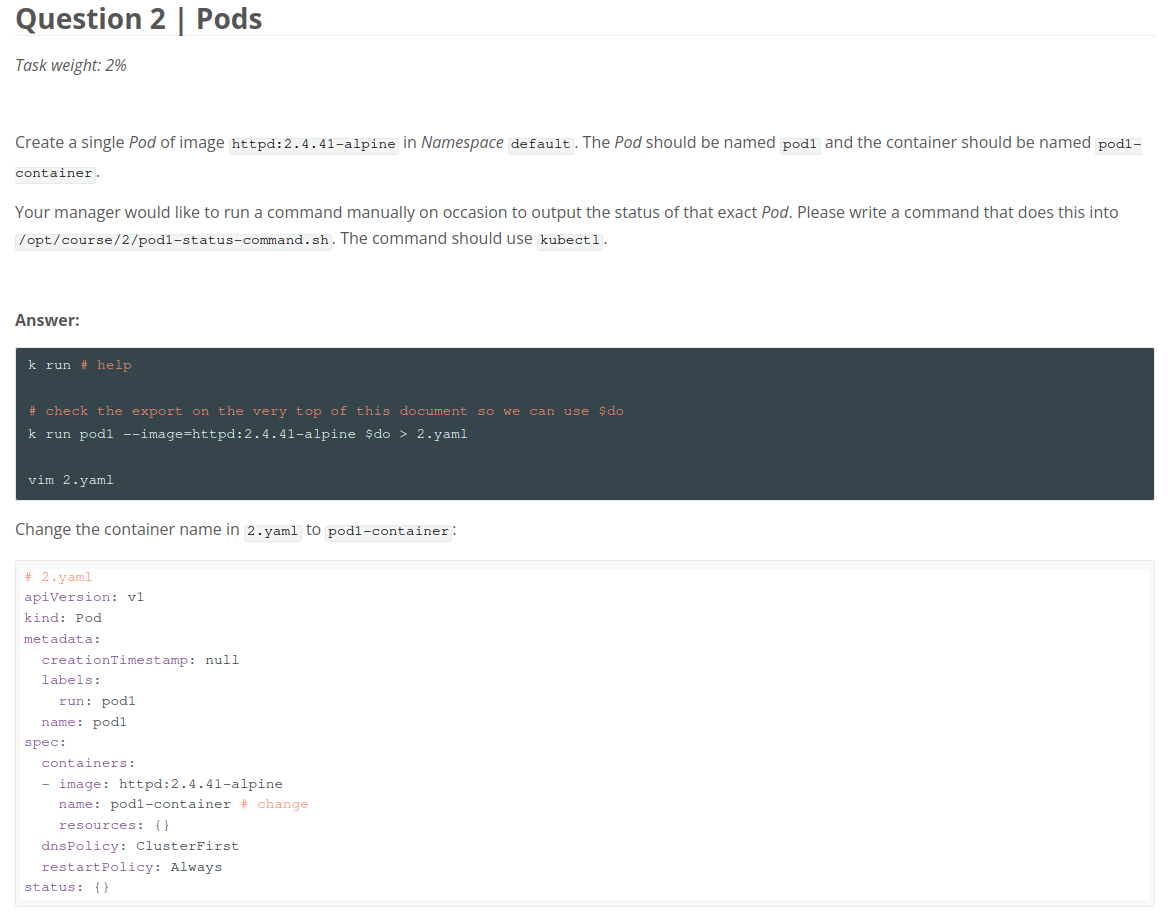 Question 2 | Pods
Task weight: 2%
Create a single Pod of image httpd:2.4.41-alpine in Namespace default. The Pod should be named pod1 and the container should be named pod1-
container.
Your manager would like to run a command manually on occasion to output the status of that exact Pod. Please write a command that does this into
/opt/course/2/pod1-status-command.sh. The command should use kubectl.
Answer:
k run # help
# check the export on the very top of this document so we can use $do
k run pod1 --image=httpd:2.4.41-alpine $do > 2.yaml
vim 2.yaml
Change the container name in 2.yaml to pod1-container:
# 2.yaml
apiVersion: v1
kind: Pod
metadata:
  creationTimestamp: null
  labels:
    run: pod1
  name: pod1
spec:
  containers:
  - image: httpd:2.4.41-alpine
    name: pod1-container # change
    resources: {}
  dnsPolicy: ClusterFirst
  restartPolicy: Always
status: {}